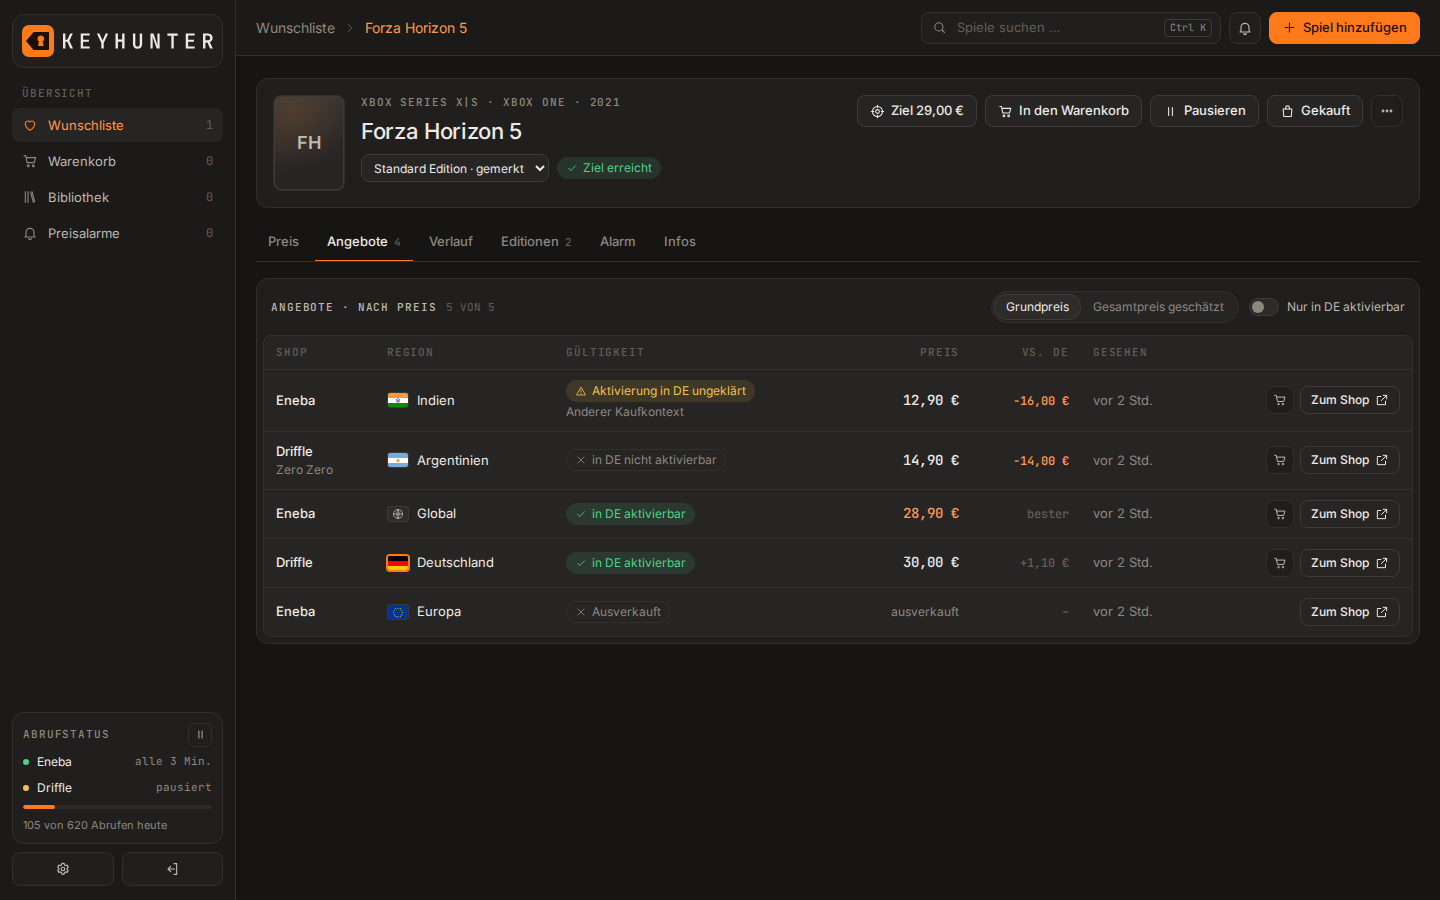 KEYHUNTER
Wunschliste
Forza Horizon 5
Spiele suchen ...
Ctrl K
Spiel hinzufügen
ÜBERSICHT
Wunschliste 1
Warenkorb 0
Bibliothek 0
Preisalarme 0
FH
XBOX SERIES X|S · XBOX ONE · 2021
Forza Horizon 5
Standard Edition · gemerkt
Ziel erreicht
Ziel 29,00 €
In den Warenkorb
Pausieren
Gekauft
Preis
Angebote 4
Verlauf
Editionen 2
Alarm
Infos
ANGEBOTE · NACH PREIS 5 VON 5
Grundpreis
Gesamtpreis geschätzt
Nur in DE aktivierbar
SHOP REGION GÜLTIGKEIT PREIS VS. DE GESEHEN
Eneba Indien Aktivierung in DE ungeklärt 12,90 € -16,00 € vor 2 Std. Zum Shop
Anderer Kaufkontext
Driffle Argentinien in DE nicht aktivierbar 14,90 € -14,00 € vor 2 Std. Zum Shop
Zero Zero
Eneba Global in DE aktivierbar 28,90 € bester vor 2 Std. Zum Shop
Driffle Deutschland in DE aktivierbar 30,00 € +1,10 € vor 2 Std. Zum Shop
Eneba Europa Ausverkauft ausverkauft – vor 2 Std. Zum Shop
ABRUFSTATUS
Eneba alle 3 Min.
Driffle pausiert
105 von 620 Abrufen heute